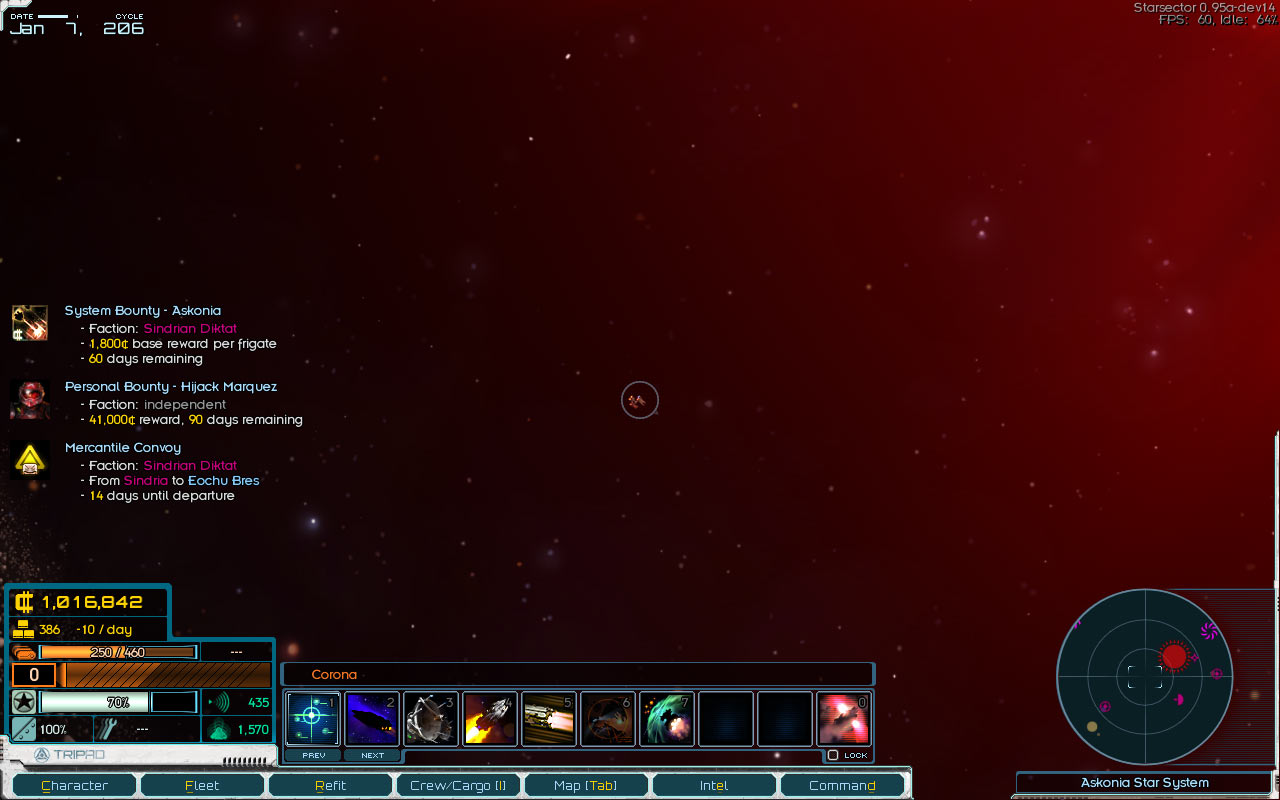 DATE CYCLE
Jan 7, 206
Starsector 0.95a-dev14
FPS: 60, Idle: 64%
System Bounty - Askonia
- Faction: Sindrian Diktat
- 1,800¢ base reward per frigate
- 60 days remaining
Personal Bounty - Hijack Marquez
- Faction: independent
- 41,000¢ reward, 90 days remaining
Mercantile Convoy
- Faction: Sindrian Diktat
- From Sindria to Eochu Bres
- 14 days until departure
1,016,842
386 -10 / day
250 / 460 ---
0
70% 435
100% --- 1,570
TRIPAD
Corona
1 2 3 4 5 6 7 0
PREV NEXT LOCK
Character Fleet Refit Crew/Cargo [I] Map [Tab] Intel Command
Askonia Star System